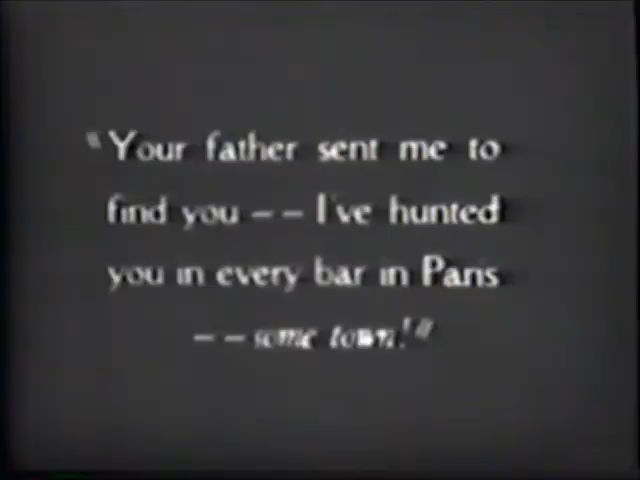 "Your father sent me to
find you -- I've hunted
you in every bar in Paris
-- some town!"